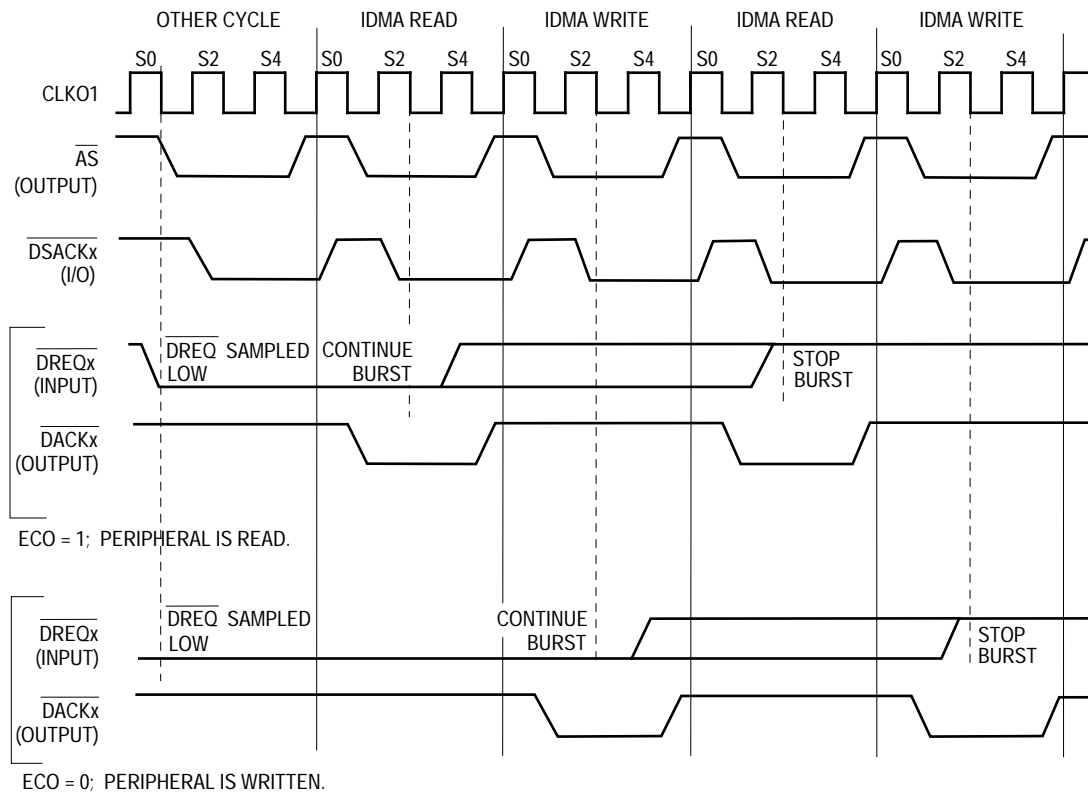 OTHER CYCLE IDMA READ IDMA WRITE IDMA READ IDMA WRITE
S0 S2 S4 S0 S2 S4 S0 S2 S4 S0 S2 S4 S0 S2 S4
CLKO1
AS
(OUTPUT)
DSACKx
(I/O)
DREQx
(INPUT)
DREQ SAMPLED
LOW
CONTINUE
BURST
STOP
BURST
DACKx
(OUTPUT)
ECO = 1; PERIPHERAL IS READ.
DREQx
(INPUT)
DREQ SAMPLED
LOW
CONTINUE
BURST
STOP
BURST
DACKx
(OUTPUT)
ECO = 0; PERIPHERAL IS WRITTEN.